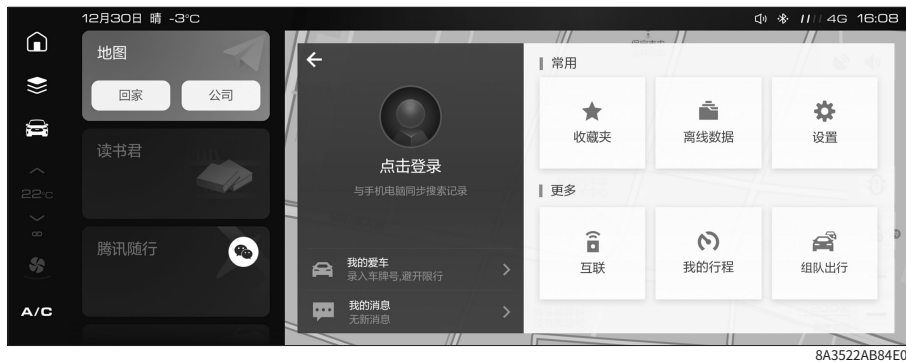 12月30日 晴 -3°C
4G 16:08
地图
回家
公司
读书君
22°C
腾讯随行
A/C
点击登录
与手机电脑同步搜索记录
我的爱车
录入车牌号,避开限行
我的消息
无新消息
常用
收藏夹
离线数据
设置
更多
互联
我的行程
组队出行
8A3522AB84E0